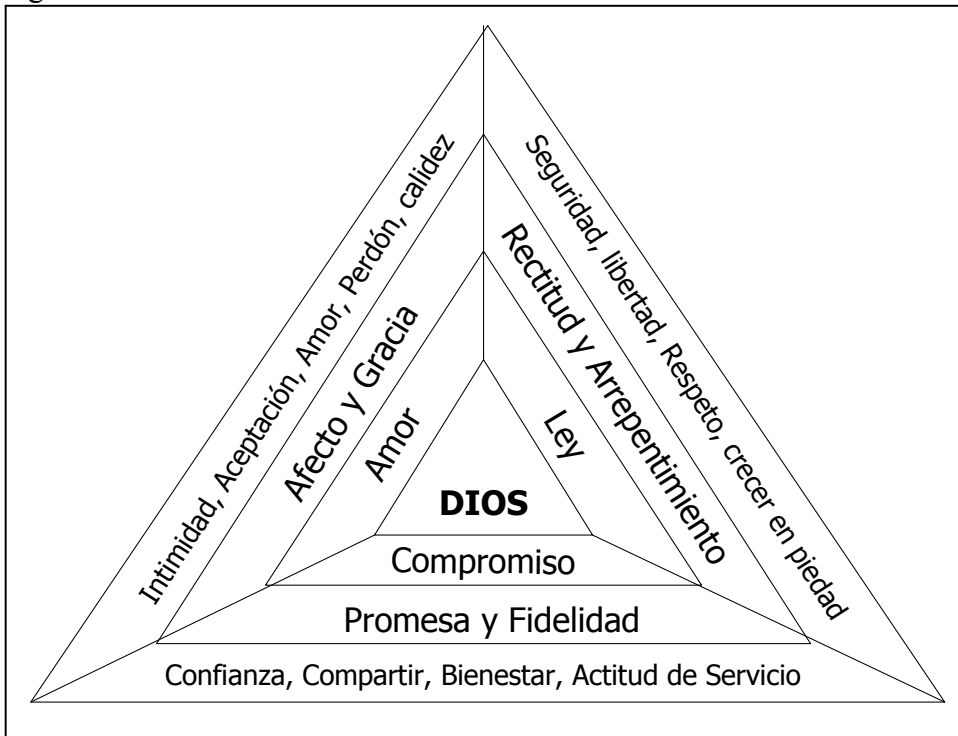 Intimidad, Aceptación, Amor, Perdón, calidez
Seguridad, libertad, Respeto, crecer en piedad
Afecto y Gracia
Rectitud y Arrepentimiento
Amor
Ley
DIOS
Compromiso
Promesa y Fidelidad
Confianza, Compartir, Bienestar, Actitud de Servicio